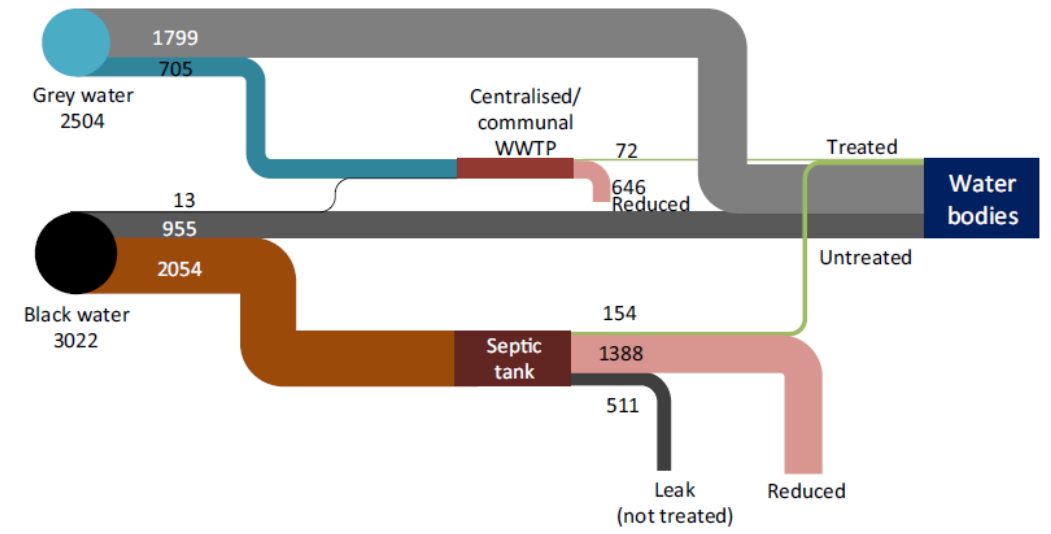 1799
705
Grey water
2504
Centralised/
communal
WWTP
72
646
Reduced
Treated
Water
bodies
Untreated
13
955
2054
Black water
3022
Septic
tank
154
1388
511
Leak
(not treated)
Reduced